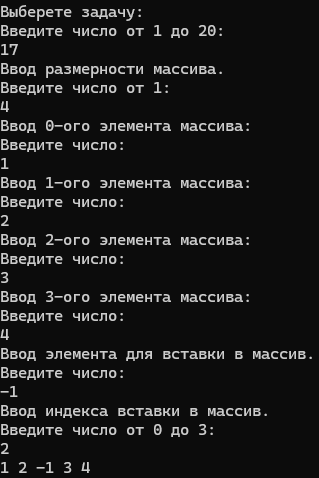 Выберете задачу:
Введите число от 1 до 20:
17
Ввод размерности массива.
Введите число от 1:
4
Ввод 0-ого элемента массива:
Введите число:
1
Ввод 1-ого элемента массива:
Введите число:
2
Ввод 2-ого элемента массива:
Введите число:
3
Ввод 3-ого элемента массива:
Введите число:
4
Ввод элемента для вставки в массив.
Введите число:
-1
Ввод индекса вставки в массив.
Введите число от 0 до 3:
2
1 2 -1 3 4